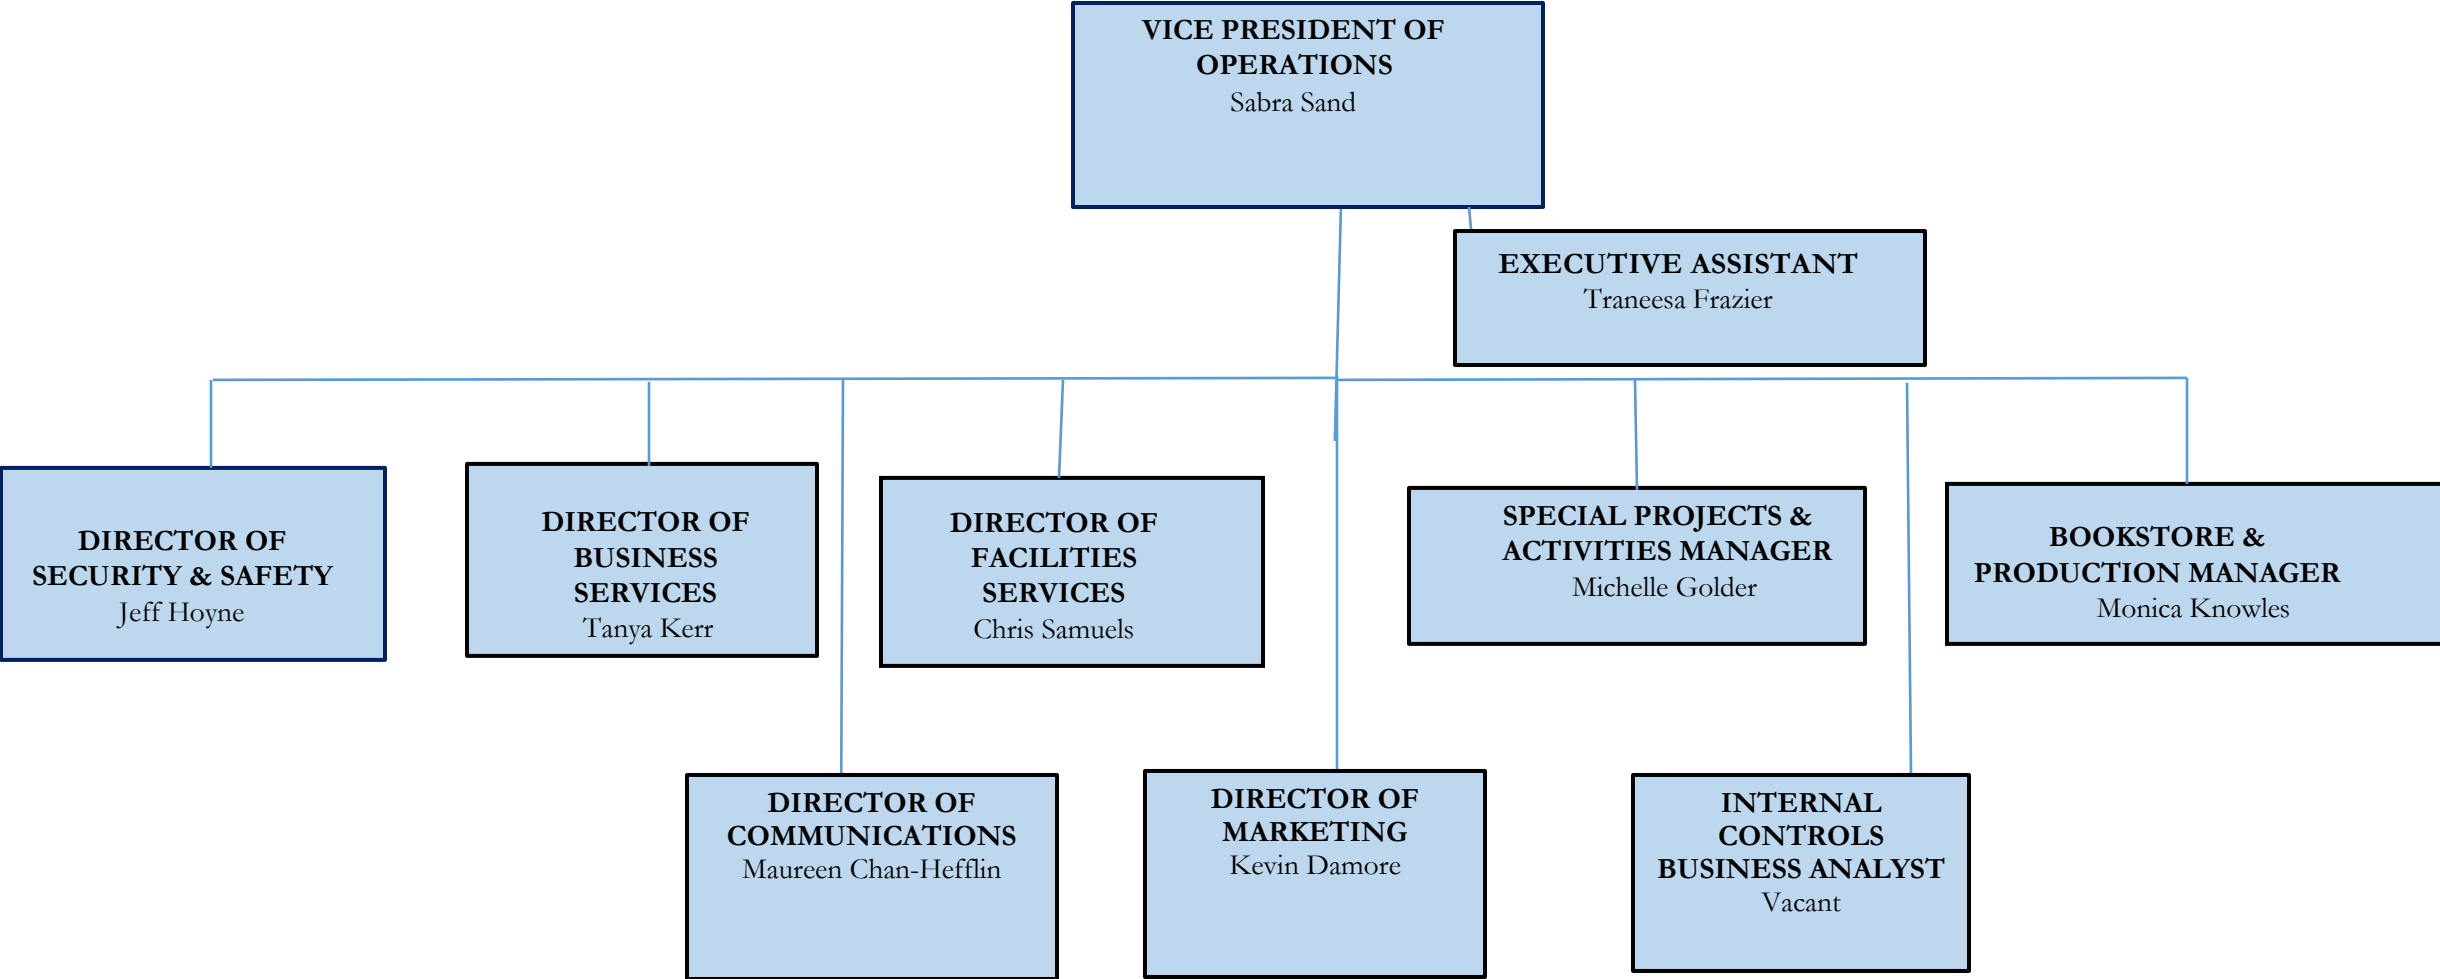 VICE PRESIDENT OF
OPERATIONS
Sabra Sand
EXECUTIVE ASSISTANT
Traneesa Frazier
DIRECTOR OF
SECURITY & SAFETY
Jeff Hoyne
DIRECTOR OF
BUSINESS
SERVICES
Tanya Kerr
DIRECTOR OF
FACILITIES
SERVICES
Chris Samuels
SPECIAL PROJECTS &
ACTIVITIES MANAGER
Michelle Golder
BOOKSTORE &
PRODUCTION MANAGER
Monica Knowles
DIRECTOR OF
COMMUNICATIONS
Maureen Chan-Hefflin
DIRECTOR OF
MARKETING
Kevin Damore
INTERNAL
CONTROLS
BUSINESS ANALYST
Vacant